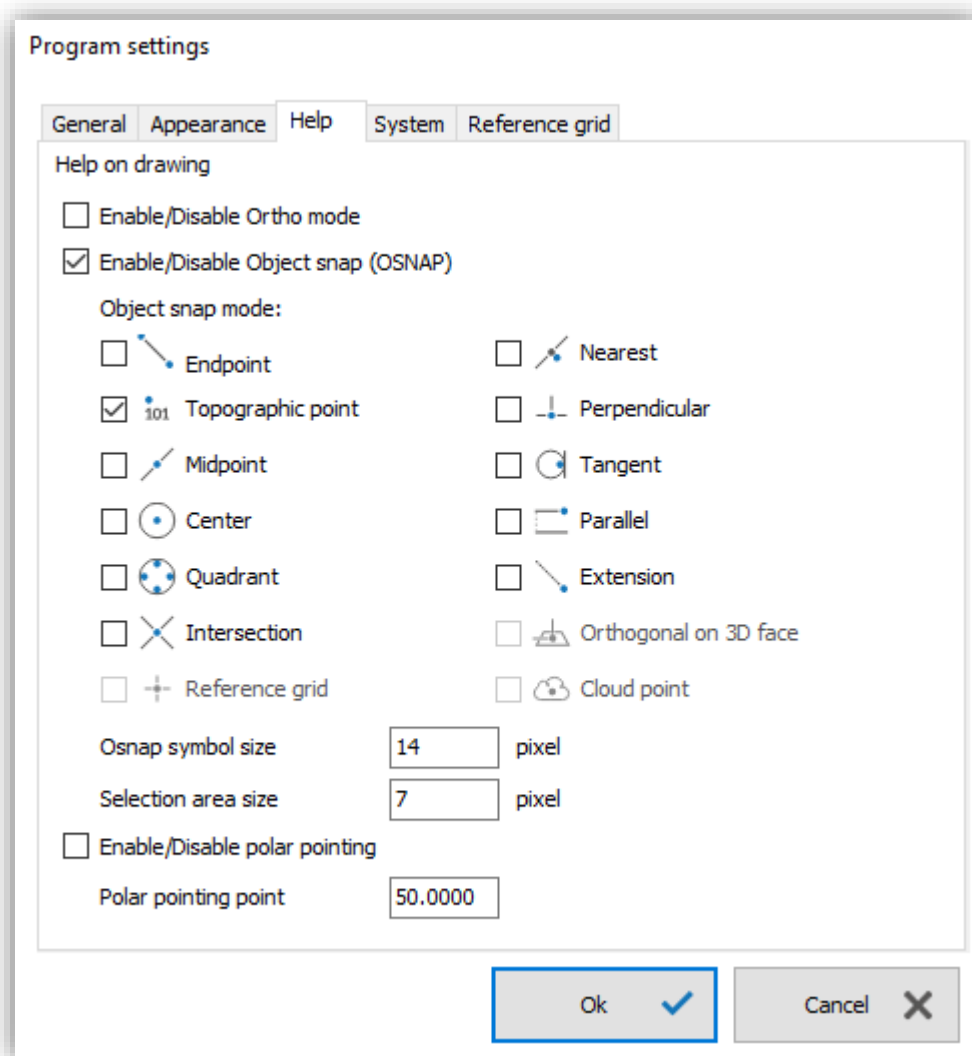 Program settings
General Appearance Help System Reference grid
Help on drawing
Enable/Disable Ortho mode
Enable/Disable Object snap (OSNAP)
Object snap mode:
Endpoint Nearest
101 Topographic point Perpendicular
Midpoint Tangent
Center Parallel
Quadrant Extension
Intersection Orthogonal on 3D face
Reference grid Cloud point
Osnap symbol size 14 pixel
Selection area size 7 pixel
Enable/Disable polar pointing
Polar pointing point 50.0000
Ok Cancel